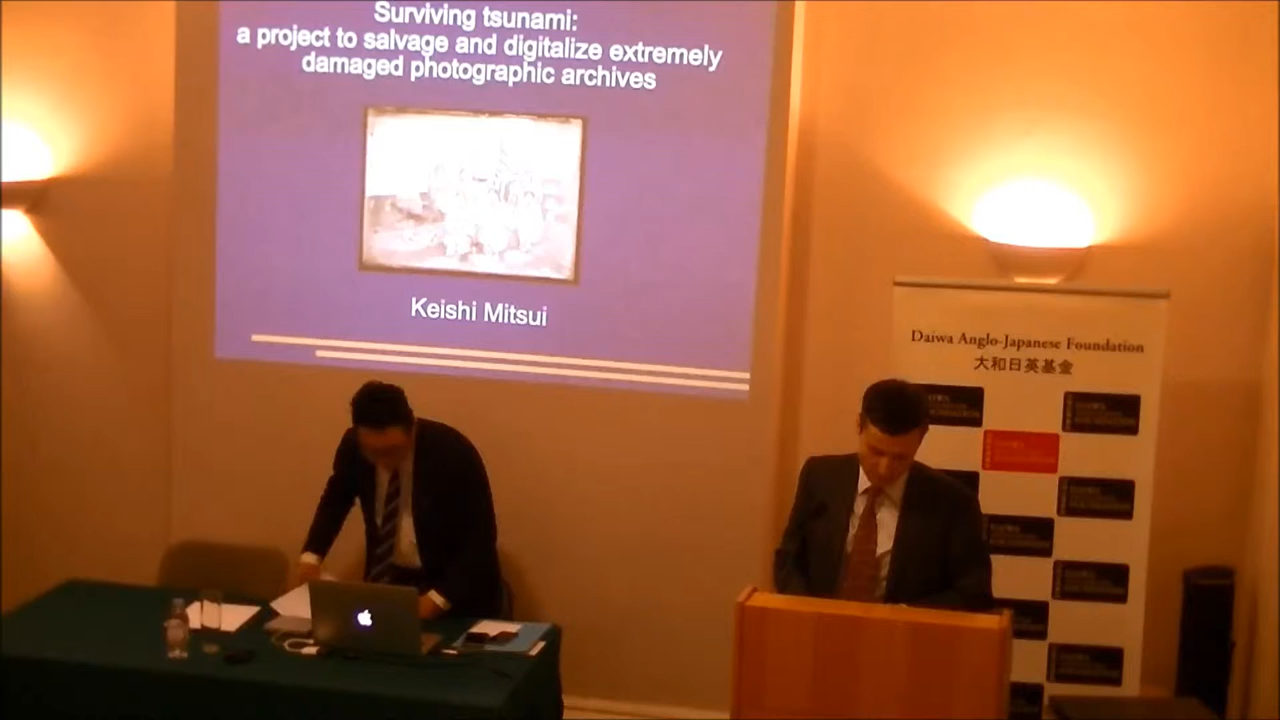 Surviving tsunami:
a project to salvage and digitalize extremely
damaged photographic archives
Keishi Mitsui
Daiwa Anglo-Japanese Foundation
大和日英基金